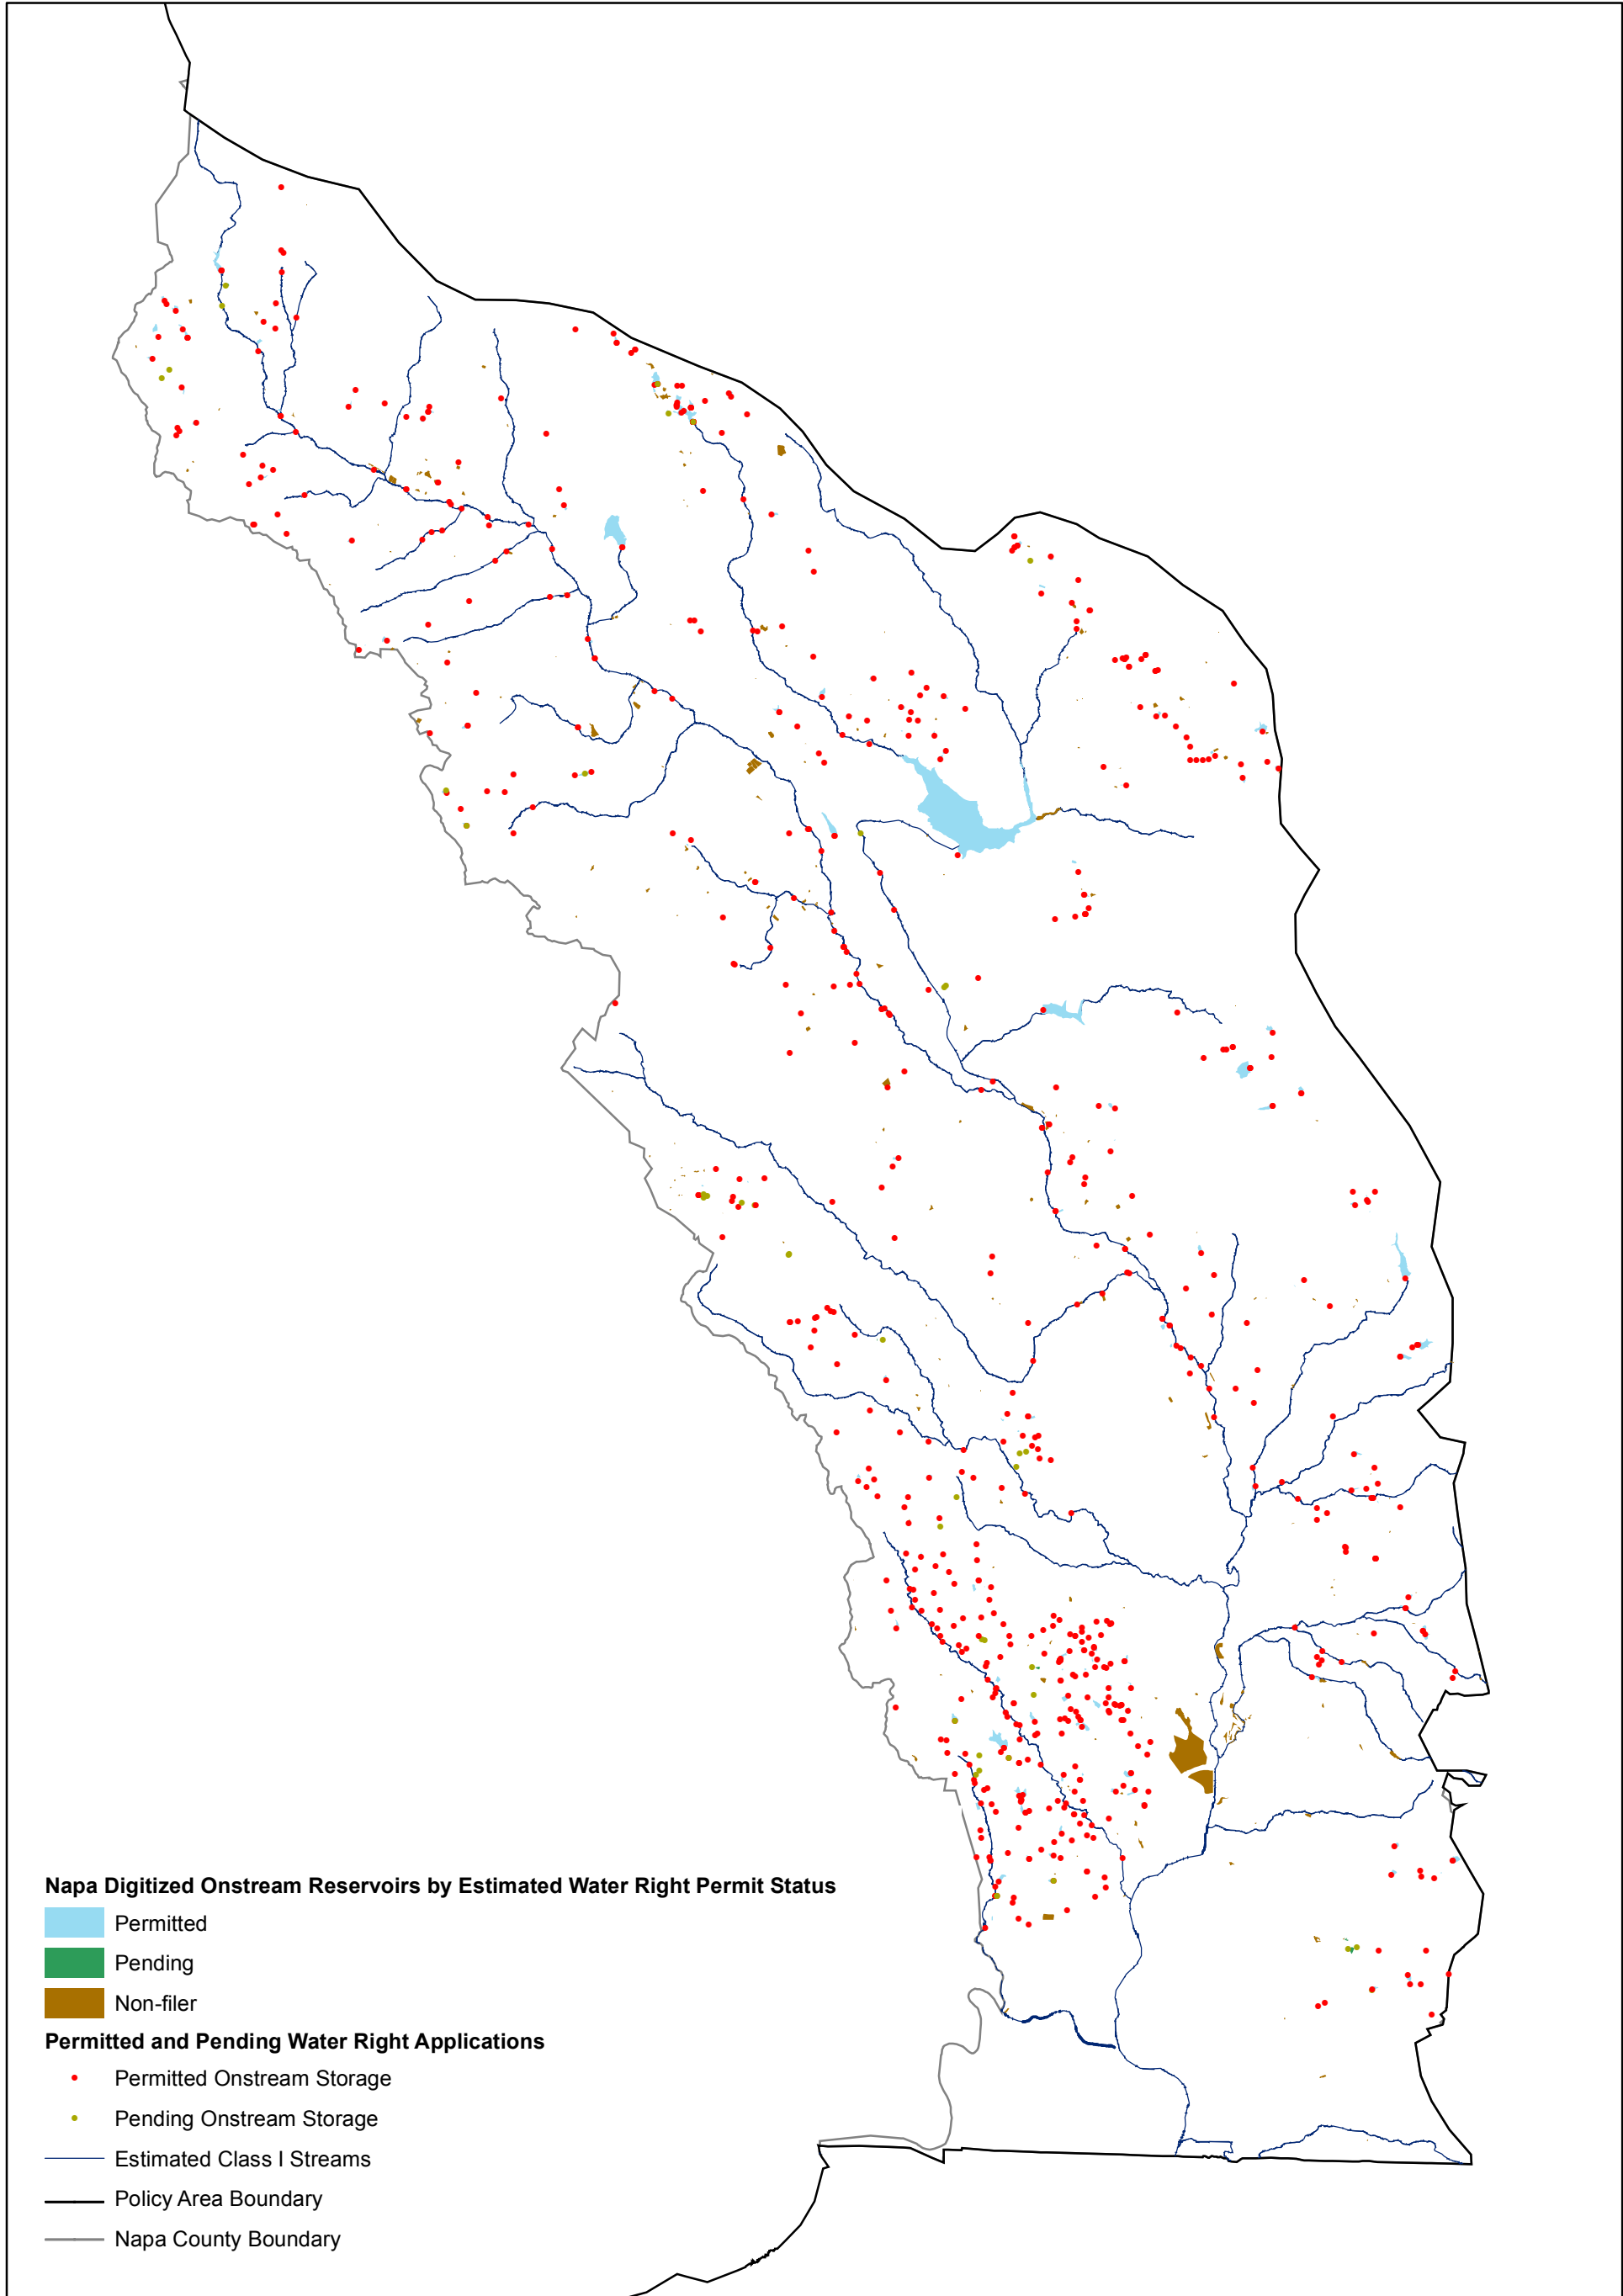 Napa Digitized Onstream Reservoirs by Estimated Water Right Permit Status
Permitted
Pending
Non-filer
Permitted and Pending Water Right Applications
Permitted Onstream Storage
Pending Onstream Storage
Estimated Class I Streams
Policy Area Boundary
Napa County Boundary